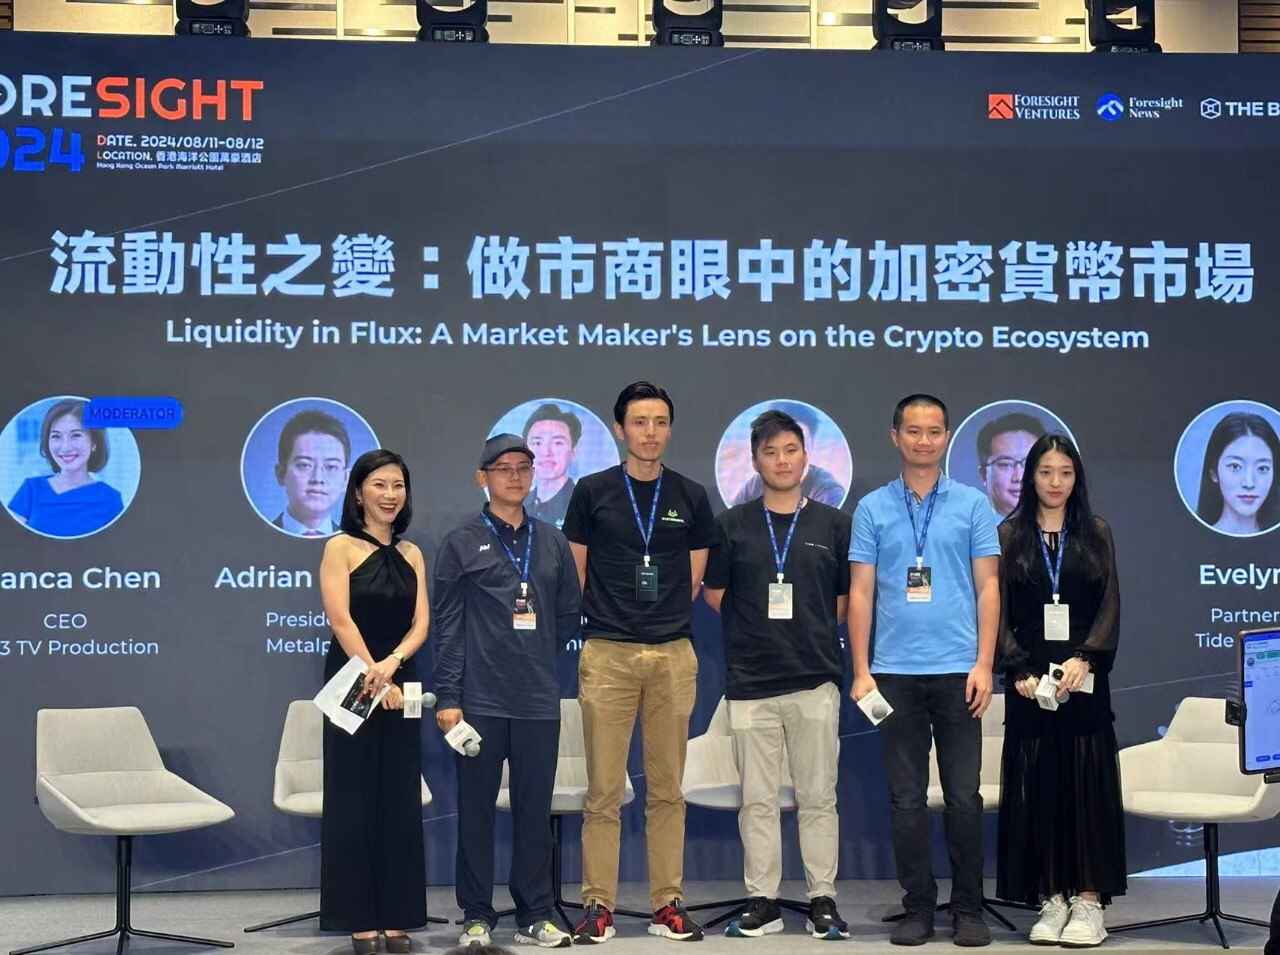 ORESIGHT
2024
DATE. 2024/08/11-08/12
LOCATION. 香港海洋公園萬豪酒店
Hong Kong Ocean Park Marriott Hotel
FORESIGHT VENTURES
Foresight News
THE B
流動性之變：做市商眼中的加密貨幣市場
Liquidity in Flux: A Market Maker's Lens on the Crypto Ecosystem
MODERATOR
anca Chen
CEO
3 TV Production
Adrian
Preside
Metalp
Evelyn
Partner
Tide